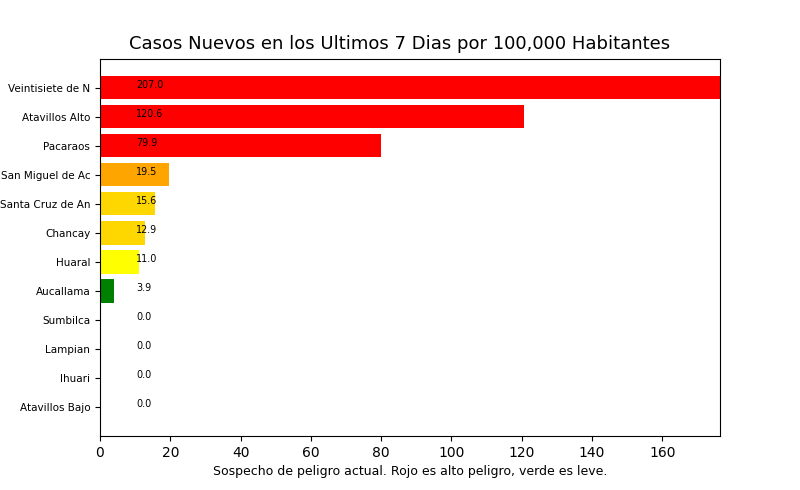 Casos Nuevos en los Ultimos 7 Dias por 100,000 Habitantes
Veintisiete de N 207.0
Atavillos Alto 120.6
Pacaraos 79.9
San Miguel de Ac 19.5
Santa Cruz de An 15.6
Chancay 12.9
Huaral 11.0
Aucallama 3.9
Sumbilca 0.0
Lampian 0.0
Ihuari 0.0
Atavillos Bajo 0.0
0 20 40 60 80 100 120 140 160
Sospecho de peligro actual. Rojo es alto peligro, verde es leve.